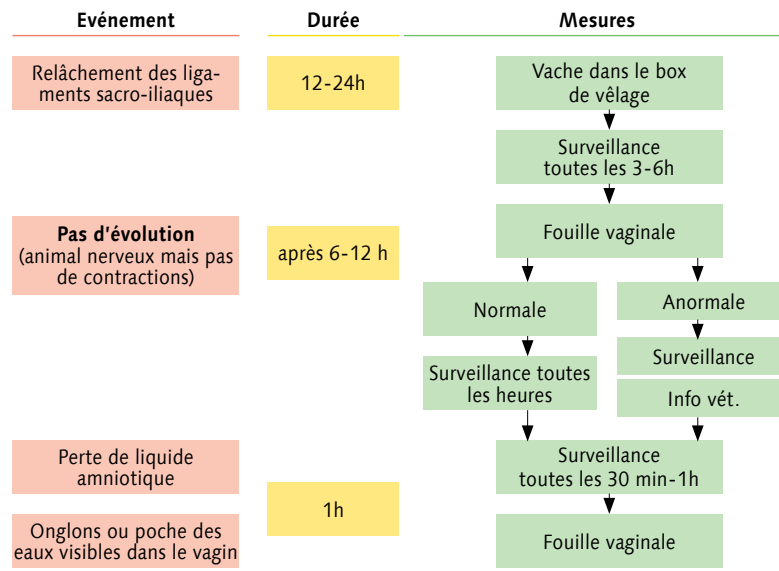 Evénement
Durée
Mesures
Relâchement des liga-
ments sacro-iliaques
12-24h
Vache dans le box
de vêlage
Surveillance
toutes les 3-6h
Pas d'évolution
(animal nerveux mais pas
de contractions)
après 6-12 h
Fouille vaginale
Normale
Anormale
Surveillance toutes
les heures
Surveillance
Info vét.
Perte de liquide
amniotique
Surveillance
toutes les 30 min-1h
1h
Onglons ou poche des
eaux visibles dans le vagin
Fouille vaginale